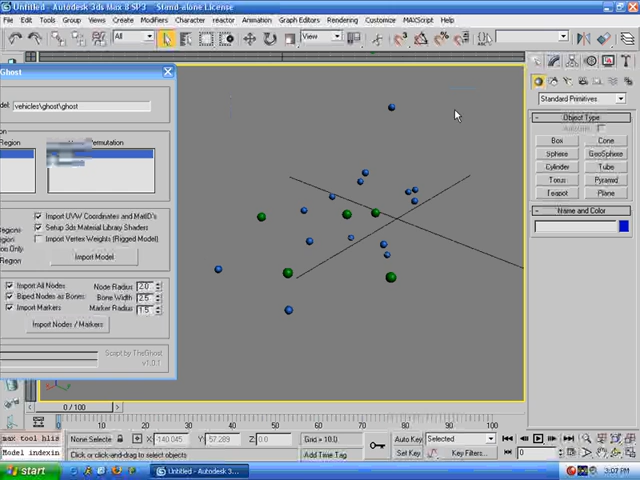 Untitled - Autodesk 3ds Max 8 SP3 - Stand-alone License
Edit Tools Group Views Create Modifiers Character reactor Animation Graph Editors Rendering Customize MAXScript Help
All
View
Ghost
del: vehicles\ghost\ghost
Region
Permutation
Import UVW Coordinates and MatID's
Setup 3ds Material Library Shaders
Import Vertex Weights (Rigged Model)
Import Model
Import All Nodes
Node Radius 2.0
Biped Nodes as Bones
Bone Width 2.5
Import Markers
Marker Radius 1.5
Import Nodes / Markers
Script by TheGhost
v1.0.1
Standard Primitives
Object Type
AutoGrid
Box Cone
Sphere GeoSphere
Cylinder Tube
Torus Pyramid
Teapot Plane
Name and Color
0 / 100
10 20 30 40 50 60 70 80 90 100
max tool hlis
Model indexin
None Selecte
X: -140.045 Y: 57.289 Z: 0.0
Grid = 10.0
Click or click-and-drag to select objects
Add Time Tag
Auto Key Selected
Set Key Key Filters...
0
start
Untitled - Autodesk 3...
3:07 PM